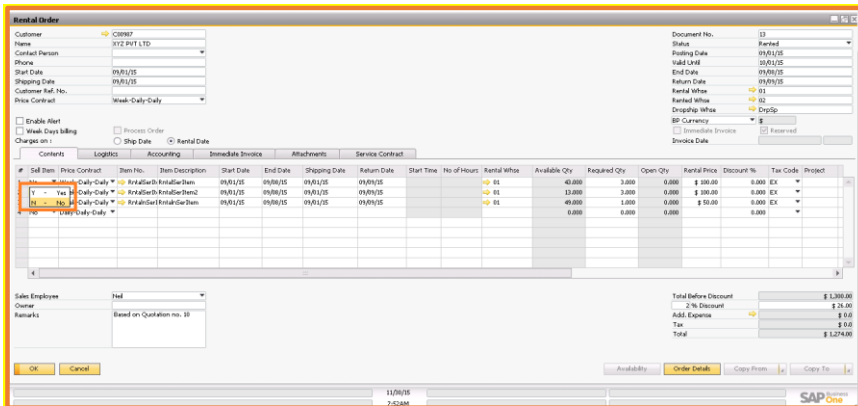 Rental Order
Customer C00987 Document No. 13
Name XYZ PVT LTD Status Rented
Contact Person Posting Date 09/01/15
Phone Valid Until 10/01/15
Start Date 09/01/15 End Date 09/08/15
Shipping Date 09/01/15 Return Date 09/09/15
Customer Ref. No. Rental Whse 01
Price Contract Week-Daily-Daily Rented Whse 02
Dropship Whse DrpSp
Enable Alert BP Currency $
Week Days billing Process Order Immediate Invoice Reserved
Charges on : Ship Date Rental Date Invoice Date
Contents Logistics Accounting Immediate Invoice Attachments Service Contract
# Sell Item Price Contract Item No. Item Description Start Date End Date Shipping Date Return Date Start Time No of Hours Rental Whse Available Qty Required Qty Open Qty Rental Price Discount % Tax Code Project
RntalSerItem 09/01/15 09/08/15 09/01/15 09/09/15 01 43.000 3.000 0.000 $ 100.00 0.000 EX
Y - Yes RntalSerItem2 09/01/15 09/08/15 09/01/15 09/09/15 01 13.000 3.000 0.000 $ 100.00 0.000 EX
N - No 09/01/15 09/08/15 09/01/15 09/09/15 01 49.000 1.000 0.000 $ 50.00 0.000 EX
4 No Daily-Daily-Daily 0.000 0.000 0.000
Sales Employee Neil Total Before Discount $ 1,300.00
Owner 2 % Discount $ 26.00
Remarks Based on Quotation no. 10 Add. Expense $ 0.0
Tax $ 0.0
Total $ 1,274.00
OK Cancel Availability Order Details Copy From Copy To
11/30/15
7:52AM
SAP Business One